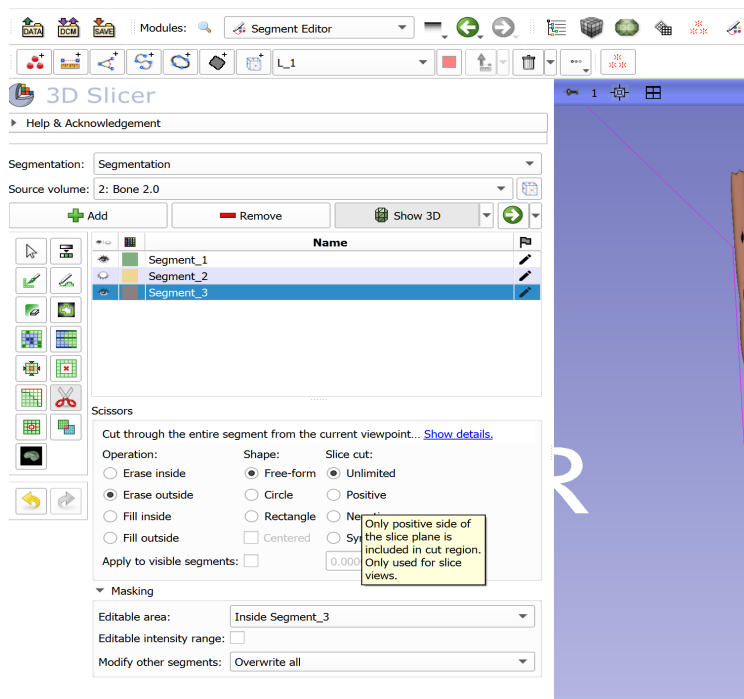 DATA DCM SAVE Modules: Segment Editor
L_1
3D Slicer 1
Help & Acknowledgement
Segmentation: Segmentation
Source volume: 2: Bone 2.0
Add Remove Show 3D
Name
Segment_1
Segment_2
Segment_3
Scissors
Cut through the entire segment from the current viewpoint... Show details.
Operation: Shape: Slice cut:
Erase inside Free-form Unlimited
Erase outside Circle Positive
Fill inside Rectangle
Only positive side of
Fill outside Centered the slice plane is
included in cut region.
Apply to visible segments: Only used for slice
views.
Masking
Editable area: Inside Segment_3
Editable intensity range:
Modify other segments: Overwrite all
R